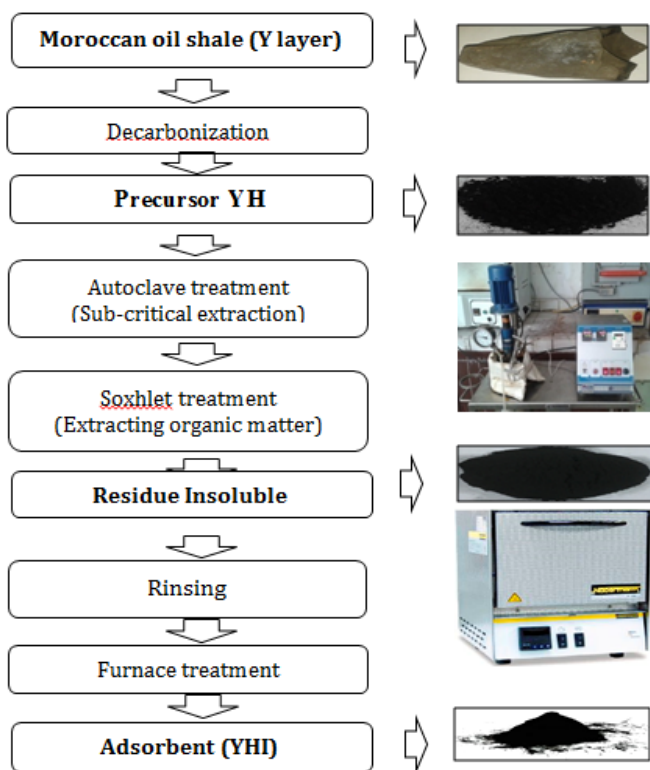 Moroccan oil shale (Y layer)
Decarbonization
Precursor YH
Autoclave treatment
(Sub-critical extraction)
Soxhlet treatment
(Extracting organic matter)
Residue Insoluble
Rinsing
Furnace treatment
Adsorbent (YHI)